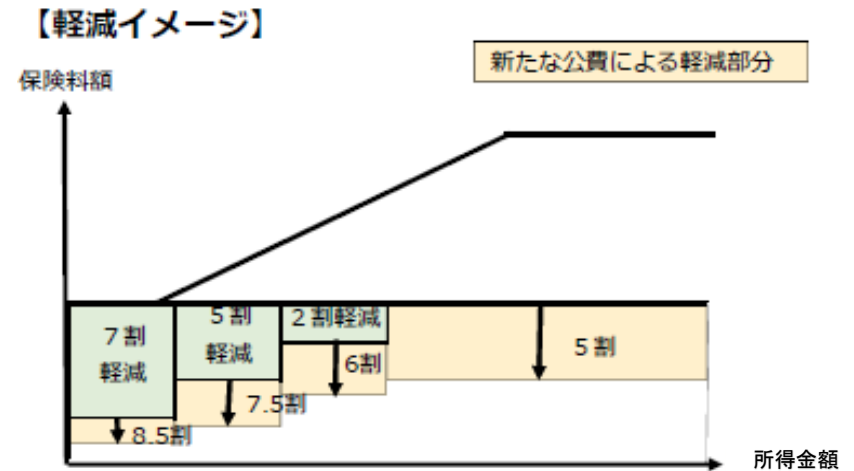 【軽減イメージ】
新たな公費による軽減部分
保険料額
7割
軽減
5割
軽減
2割軽減
5割
6割
7.5割
8.5割
所得金額